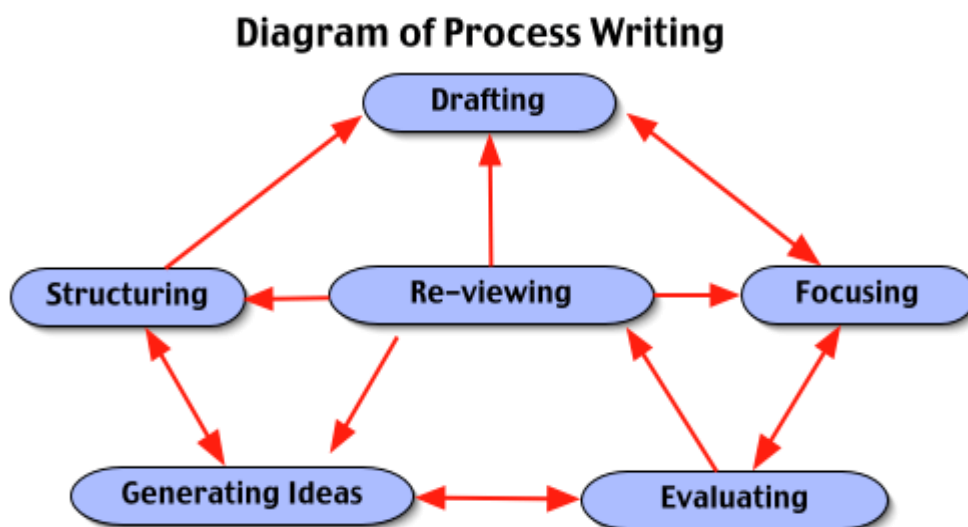 Diagram of Process Writing
Drafting
Structuring
Re-viewing
Focusing
Generating Ideas
Evaluating